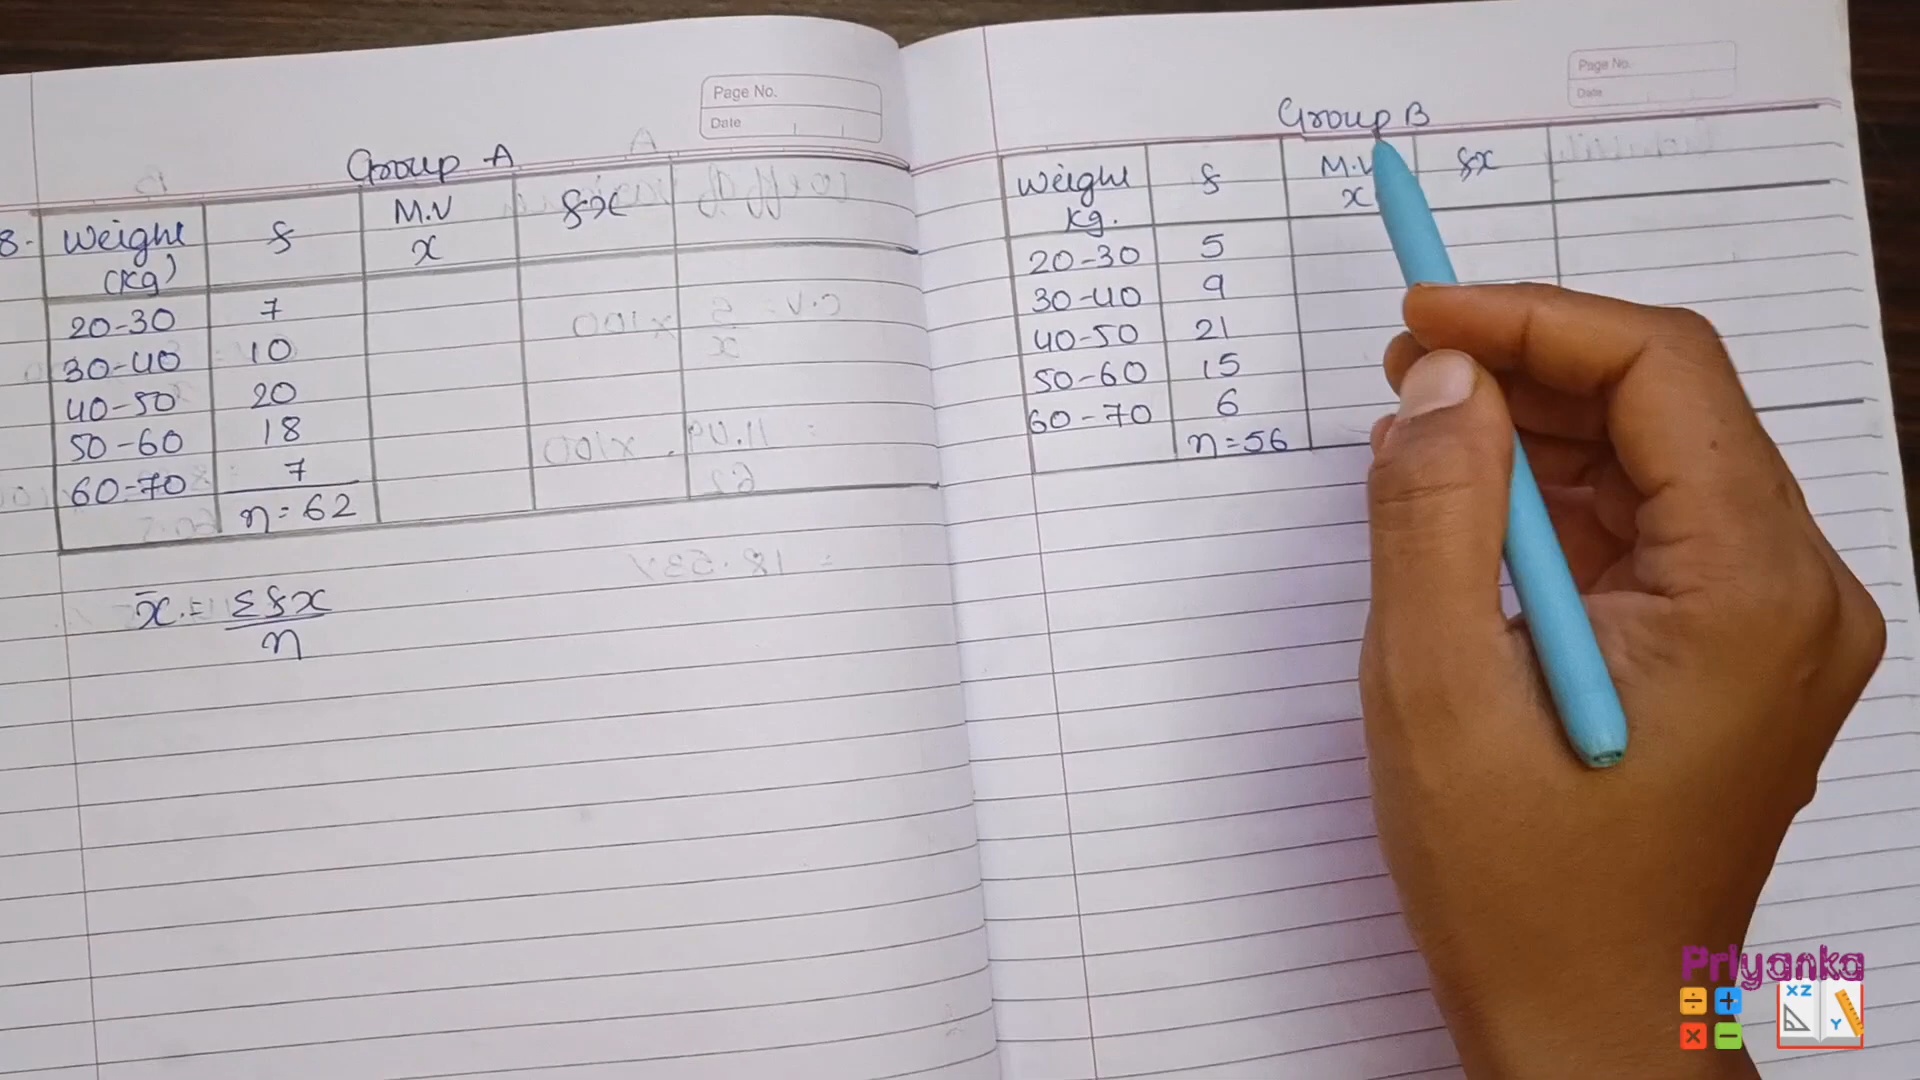 Page No.
Date
Group A
8. Weight (kg) f M.V x f.x
20-30 7
30-40 10
40-50 20
50-60 18
60-70 7
n = 62
x̄ = Σfx
n
Page No.
Date
Group B
Weight kg. f M.V x fx
20-30 5
30-40 9
40-50 21
50-60 15
60-70 6
n = 56
Priyanka
XZ
Y